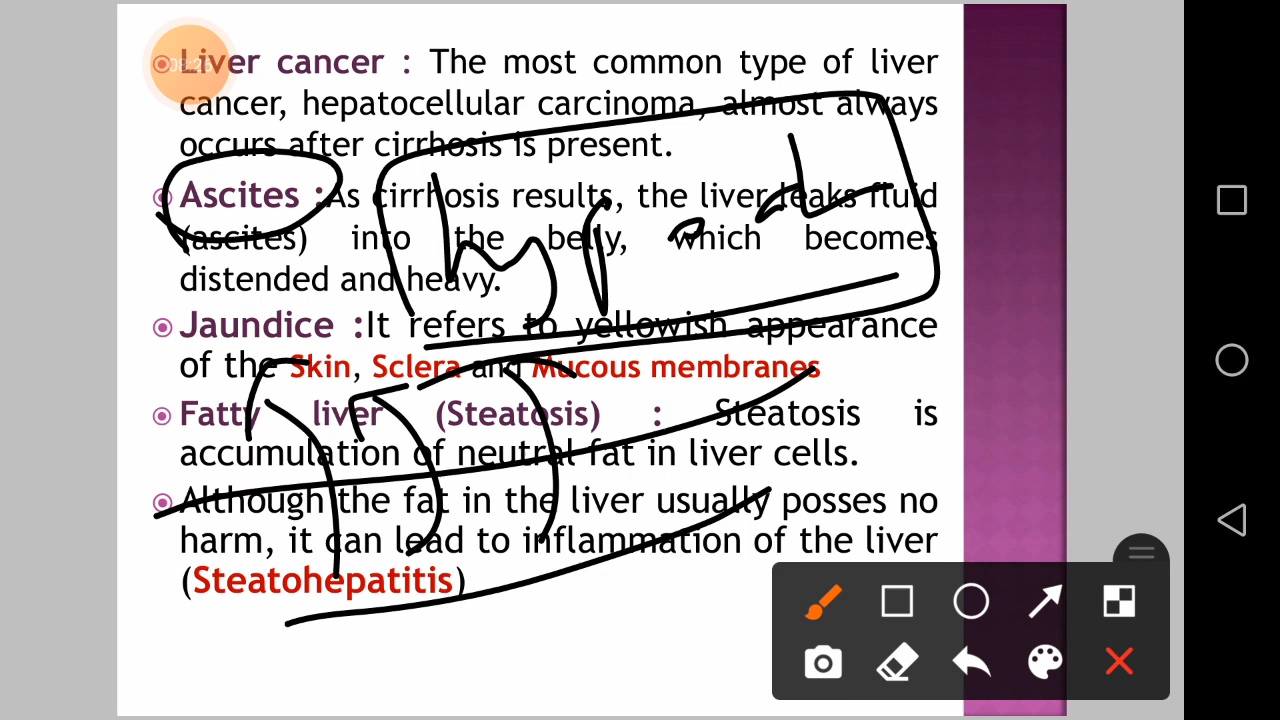 Liver cancer : The most common type of liver
cancer, hepatocellular carcinoma, almost always
occurs after cirrhosis is present.
Ascites :As cirrhosis results, the liver leaks fluid
(ascites) into the belly, which becomes
distended and heavy.
Jaundice :It refers to yellowish appearance
of the Skin, Sclera and Mucous membranes
Fatty liver (Steatosis) : Steatosis is
accumulation of neutral fat in liver cells.
Although the fat in the liver usually posses no
harm, it can lead to inflammation of the liver
(Steatohepatitis)